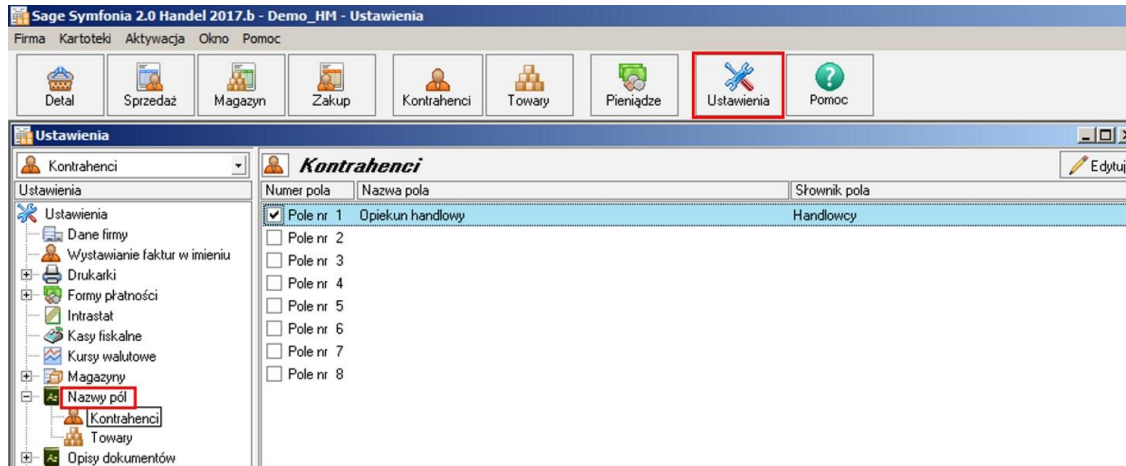 Sage Symfonia 2.0 Handel 2017.b - Demo_HM - Ustawienia
Firma Kartoteki Aktywacja Okno Pomoc
Detal Sprzedaż Magazyn Zakup Kontrahenci Towary Pieniądze Ustawienia Pomoc
Ustawienia
Kontrahenci Kontrahenci Edytuj
Ustawienia Numer pola Nazwa pola Słownik pola
Ustawienia Pole nr 1 Opiekun handlowy Handlowcy
Dane firmy Pole nr 2
Wystawianie faktur w imieniu Pole nr 3
Drukarki Pole nr 4
Formy płatności Pole nr 5
Intrastat Pole nr 6
Kasy fiskalne Pole nr 7
Kursy walutowe Pole nr 8
Magazyny
Nazwy pól
Kontrahenci
Towary
Opisy dokumentów